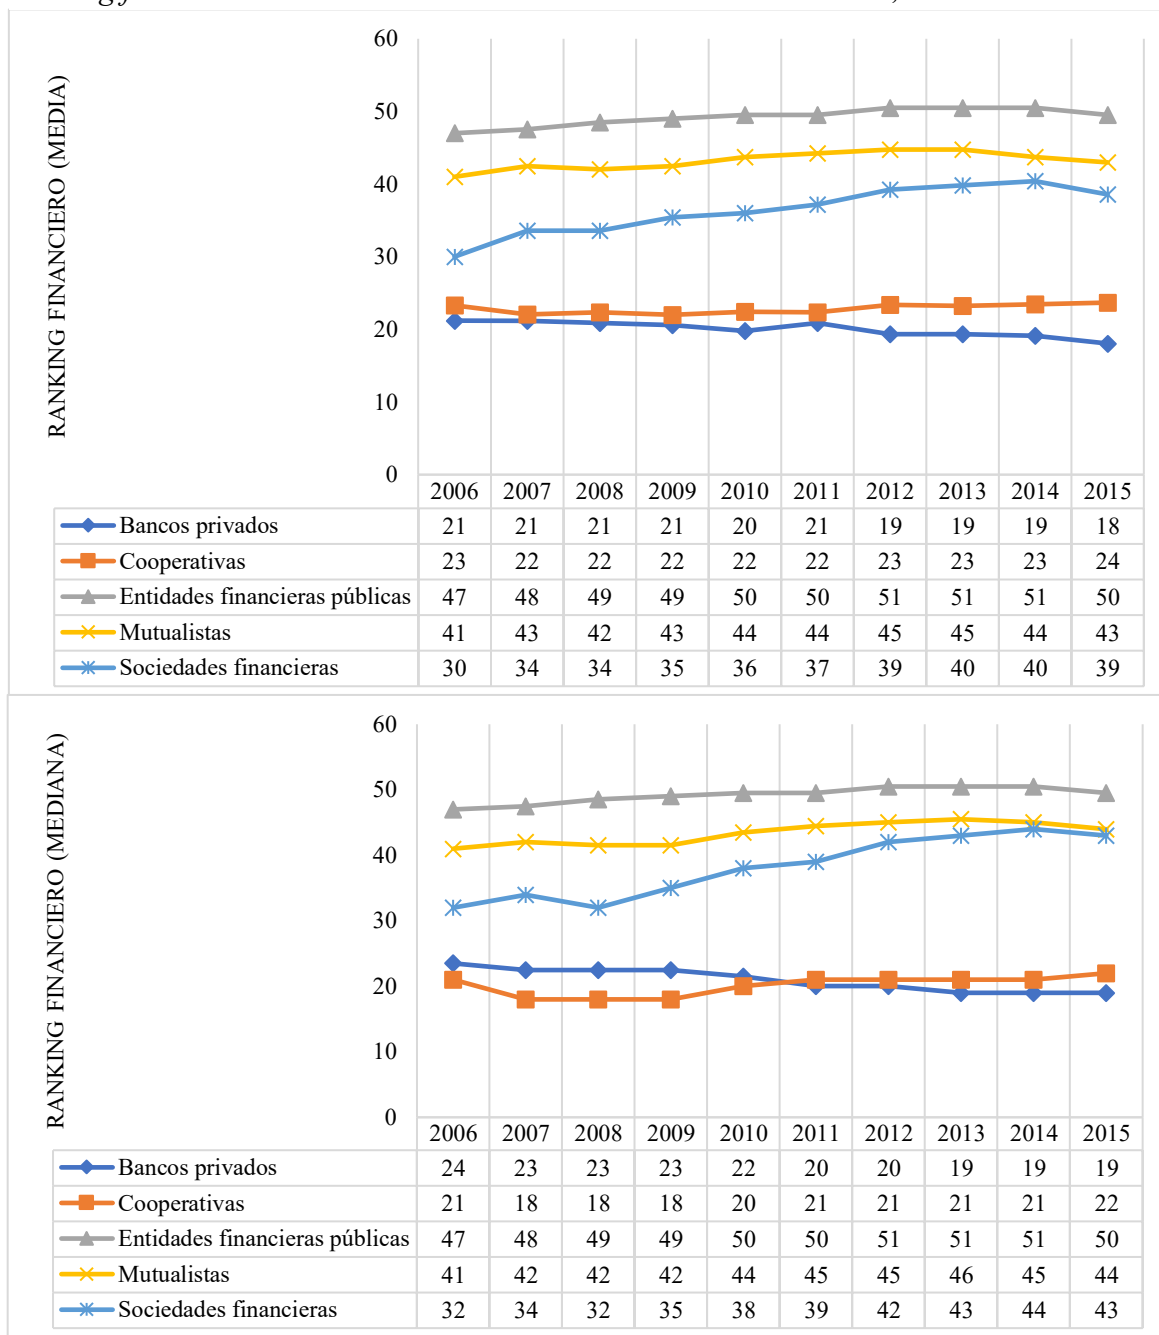 60
50
40
30
20
10
0
RANKING FINANCIERO (MEDIA)
2006 2007 2008 2009 2010 2011 2012 2013 2014 2015
Bancos privados 21 21 21 21 20 21 19 19 19 18
Cooperativas 23 22 22 22 22 22 23 23 23 24
Entidades financieras públicas 47 48 49 49 50 50 51 51 51 50
Mutualistas 41 43 42 43 44 44 45 45 44 43
Sociedades financieras 30 34 34 35 36 37 39 40 40 39
60
50
40
30
20
10
0
RANKING FINANCIERO (MEDIANA)
2006 2007 2008 2009 2010 2011 2012 2013 2014 2015
Bancos privados 24 23 23 23 22 20 20 19 19 19
Cooperativas 21 18 18 18 20 21 21 21 21 22
Entidades financieras públicas 47 48 49 49 50 50 51 51 51 50
Mutualistas 41 42 42 42 44 45 45 46 45 44
Sociedades financieras 32 34 32 35 38 39 42 43 44 43